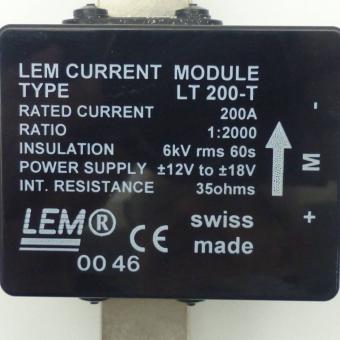 LEM CURRENT MODULE
TYPE LT 200-T
RATED CURRENT 200A
RATIO 1:2000
INSULATION 6kV rms 60s
POWER SUPPLY ±12V to ±18V
INT. RESISTANCE 35ohms
LEM® CE swiss made
00 46
- M +